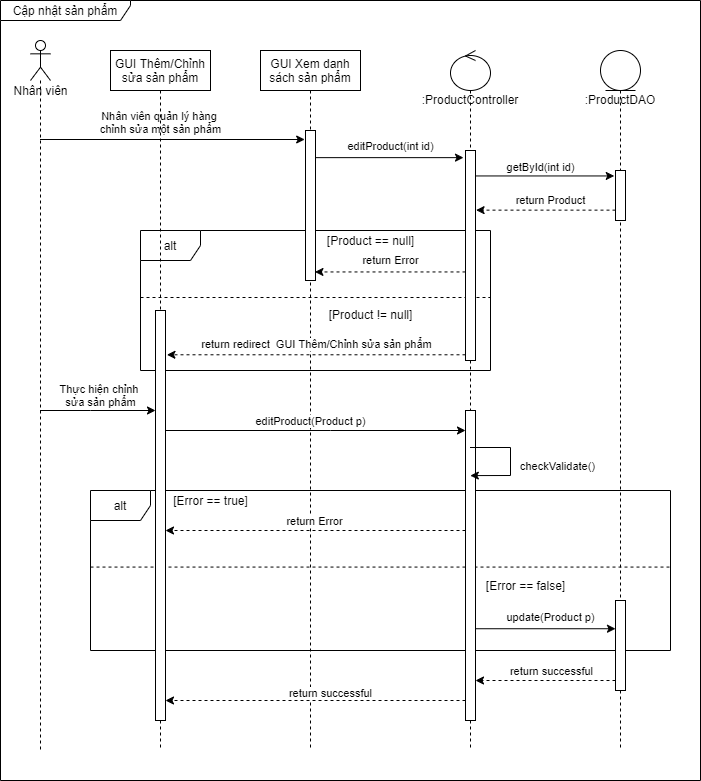 Cập nhật sản phẩm
Nhân viên
GUI Thêm/Chỉnh
sửa sản phẩm
GUI Xem danh
sách sản phẩm
:ProductController
:ProductDAO
Nhân viên quản lý hàng
chỉnh sửa một sản phẩm
editProduct(int id)
getById(int id)
return Product
alt
[Product == null]
return Error
[Product != null]
return redirect GUI Thêm/Chỉnh sửa sản phẩm
Thực hiện chỉnh
sửa sản phẩm
editProduct(Product p)
checkValidate()
alt
[Error == true]
return Error
[Error == false]
update(Product p)
return successful
return successful